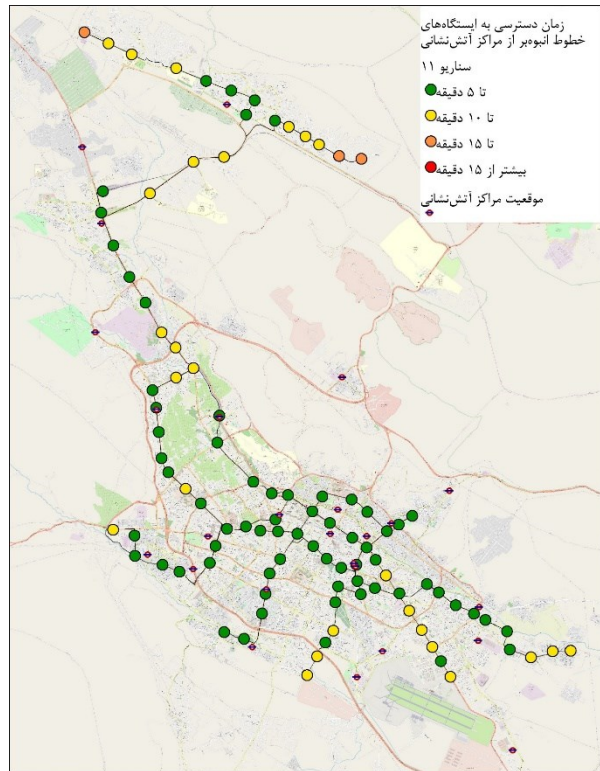 زمان دسترسی به ایستگاه‌های
خطوط انبوه‌بر از مراکز آتش‌نشانی
سناریو ۱۱
تا ۵ دقیقه
تا ۱۰ دقیقه
تا ۱۵ دقیقه
بیشتر از ۱۵ دقیقه
موقعیت مراکز آتش‌نشانی